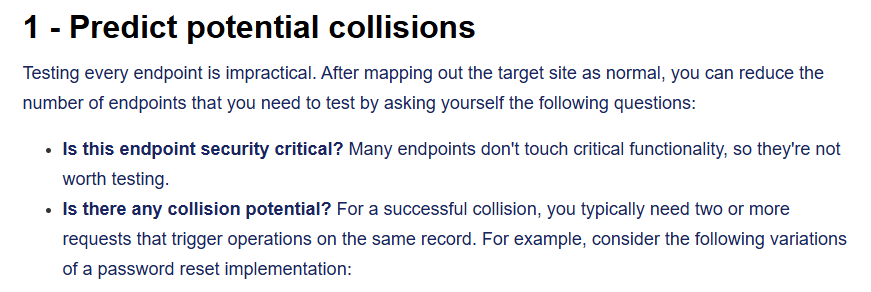 1 - Predict potential collisions
Testing every endpoint is impractical. After mapping out the target site as normal, you can reduce the
number of endpoints that you need to test by asking yourself the following questions:
• Is this endpoint security critical? Many endpoints don't touch critical functionality, so they're not
worth testing.
• Is there any collision potential? For a successful collision, you typically need two or more
requests that trigger operations on the same record. For example, consider the following variations
of a password reset implementation: